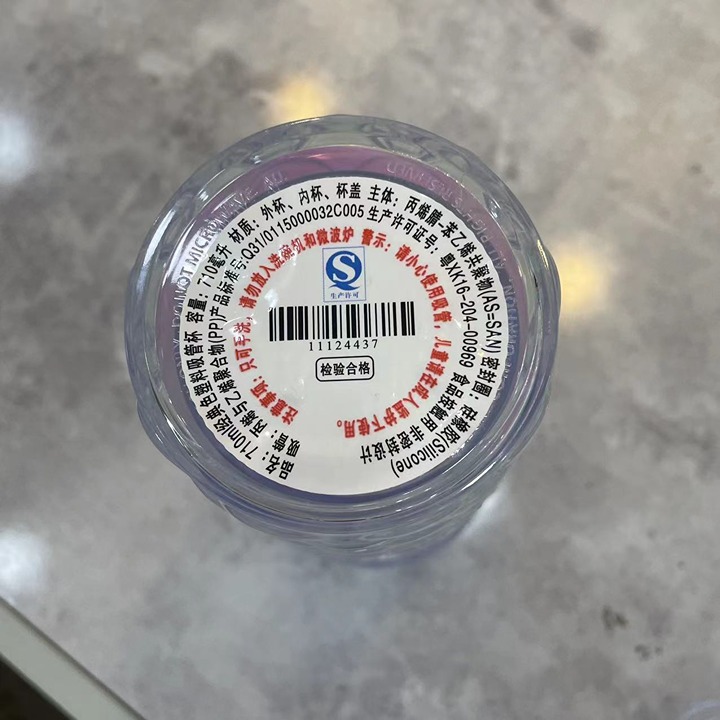 品名：710ml经典色塑料吸管杯 容量：710毫升 材质：外杯、内杯、杯盖 主体：丙烯腈-苯乙烯共聚物(AS=SAN) 密封圈：硅橡胶(Silicone)
吸管：丙烯与乙烯聚合物(PP)产品标准号:Q31/0115000032C005 生产许可证号：粤XK16-204-00969 食品接触用 非密封设计
注意事项：只可手洗，请勿放入洗碗机和微波炉 警示：请小心使用吸管，儿童请在成人监护下使用。
生产许可
11124437
检验合格
DO NOT MICROWAVE